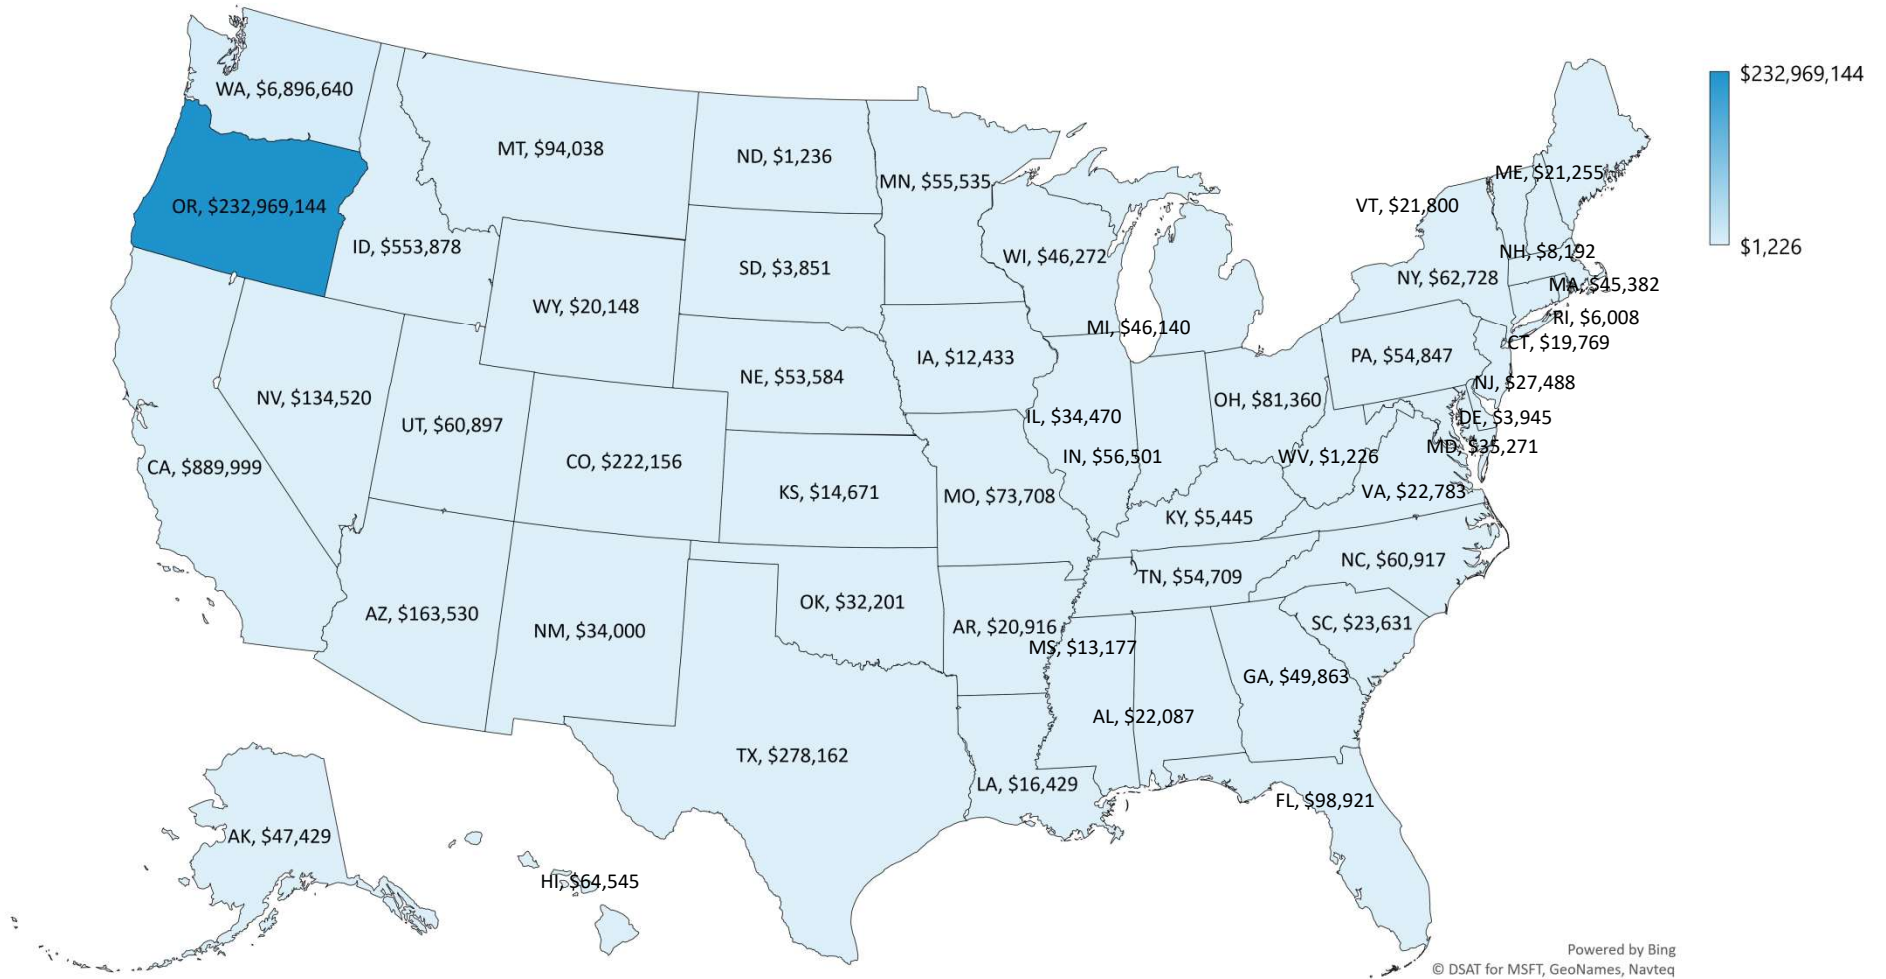 $232,969,144
WA, $6,896,640
MT, $94,038
ND, $1,236
MN, $55,535
ME, $21,255
OR, $232,969,144
VT, $21,800
ID, $553,878
WI, $46,272
NH, $8,192
$1,226
SD, $3,851
NY, $62,728
MA, $45,382
WY, $20,148
MI, $46,140
RI, $6,008
IA, $12,433
PA, $54,847
CT, $19,769
NE, $53,584
NJ, $27,488
NV, $134,520
OH, $81,360
UT, $60,897
IL, $34,470
DE, $3,945
MD, $35,271
CA, $889,999
CO, $222,156
IN, $56,501
WV, $1,226
KS, $14,671
MO, $73,708
VA, $22,783
KY, $5,445
NC, $60,917
TN, $54,709
AZ, $163,530
NM, $34,000
OK, $32,201
AR, $20,916
SC, $23,631
MS, $13,177
GA, $49,863
AL, $22,087
TX, $278,162
LA, $16,429
FL, $98,921
AK, $47,429
HI, $64,545
Powered by Bing
© DSAT for MSFT, GeoNames, Navteq